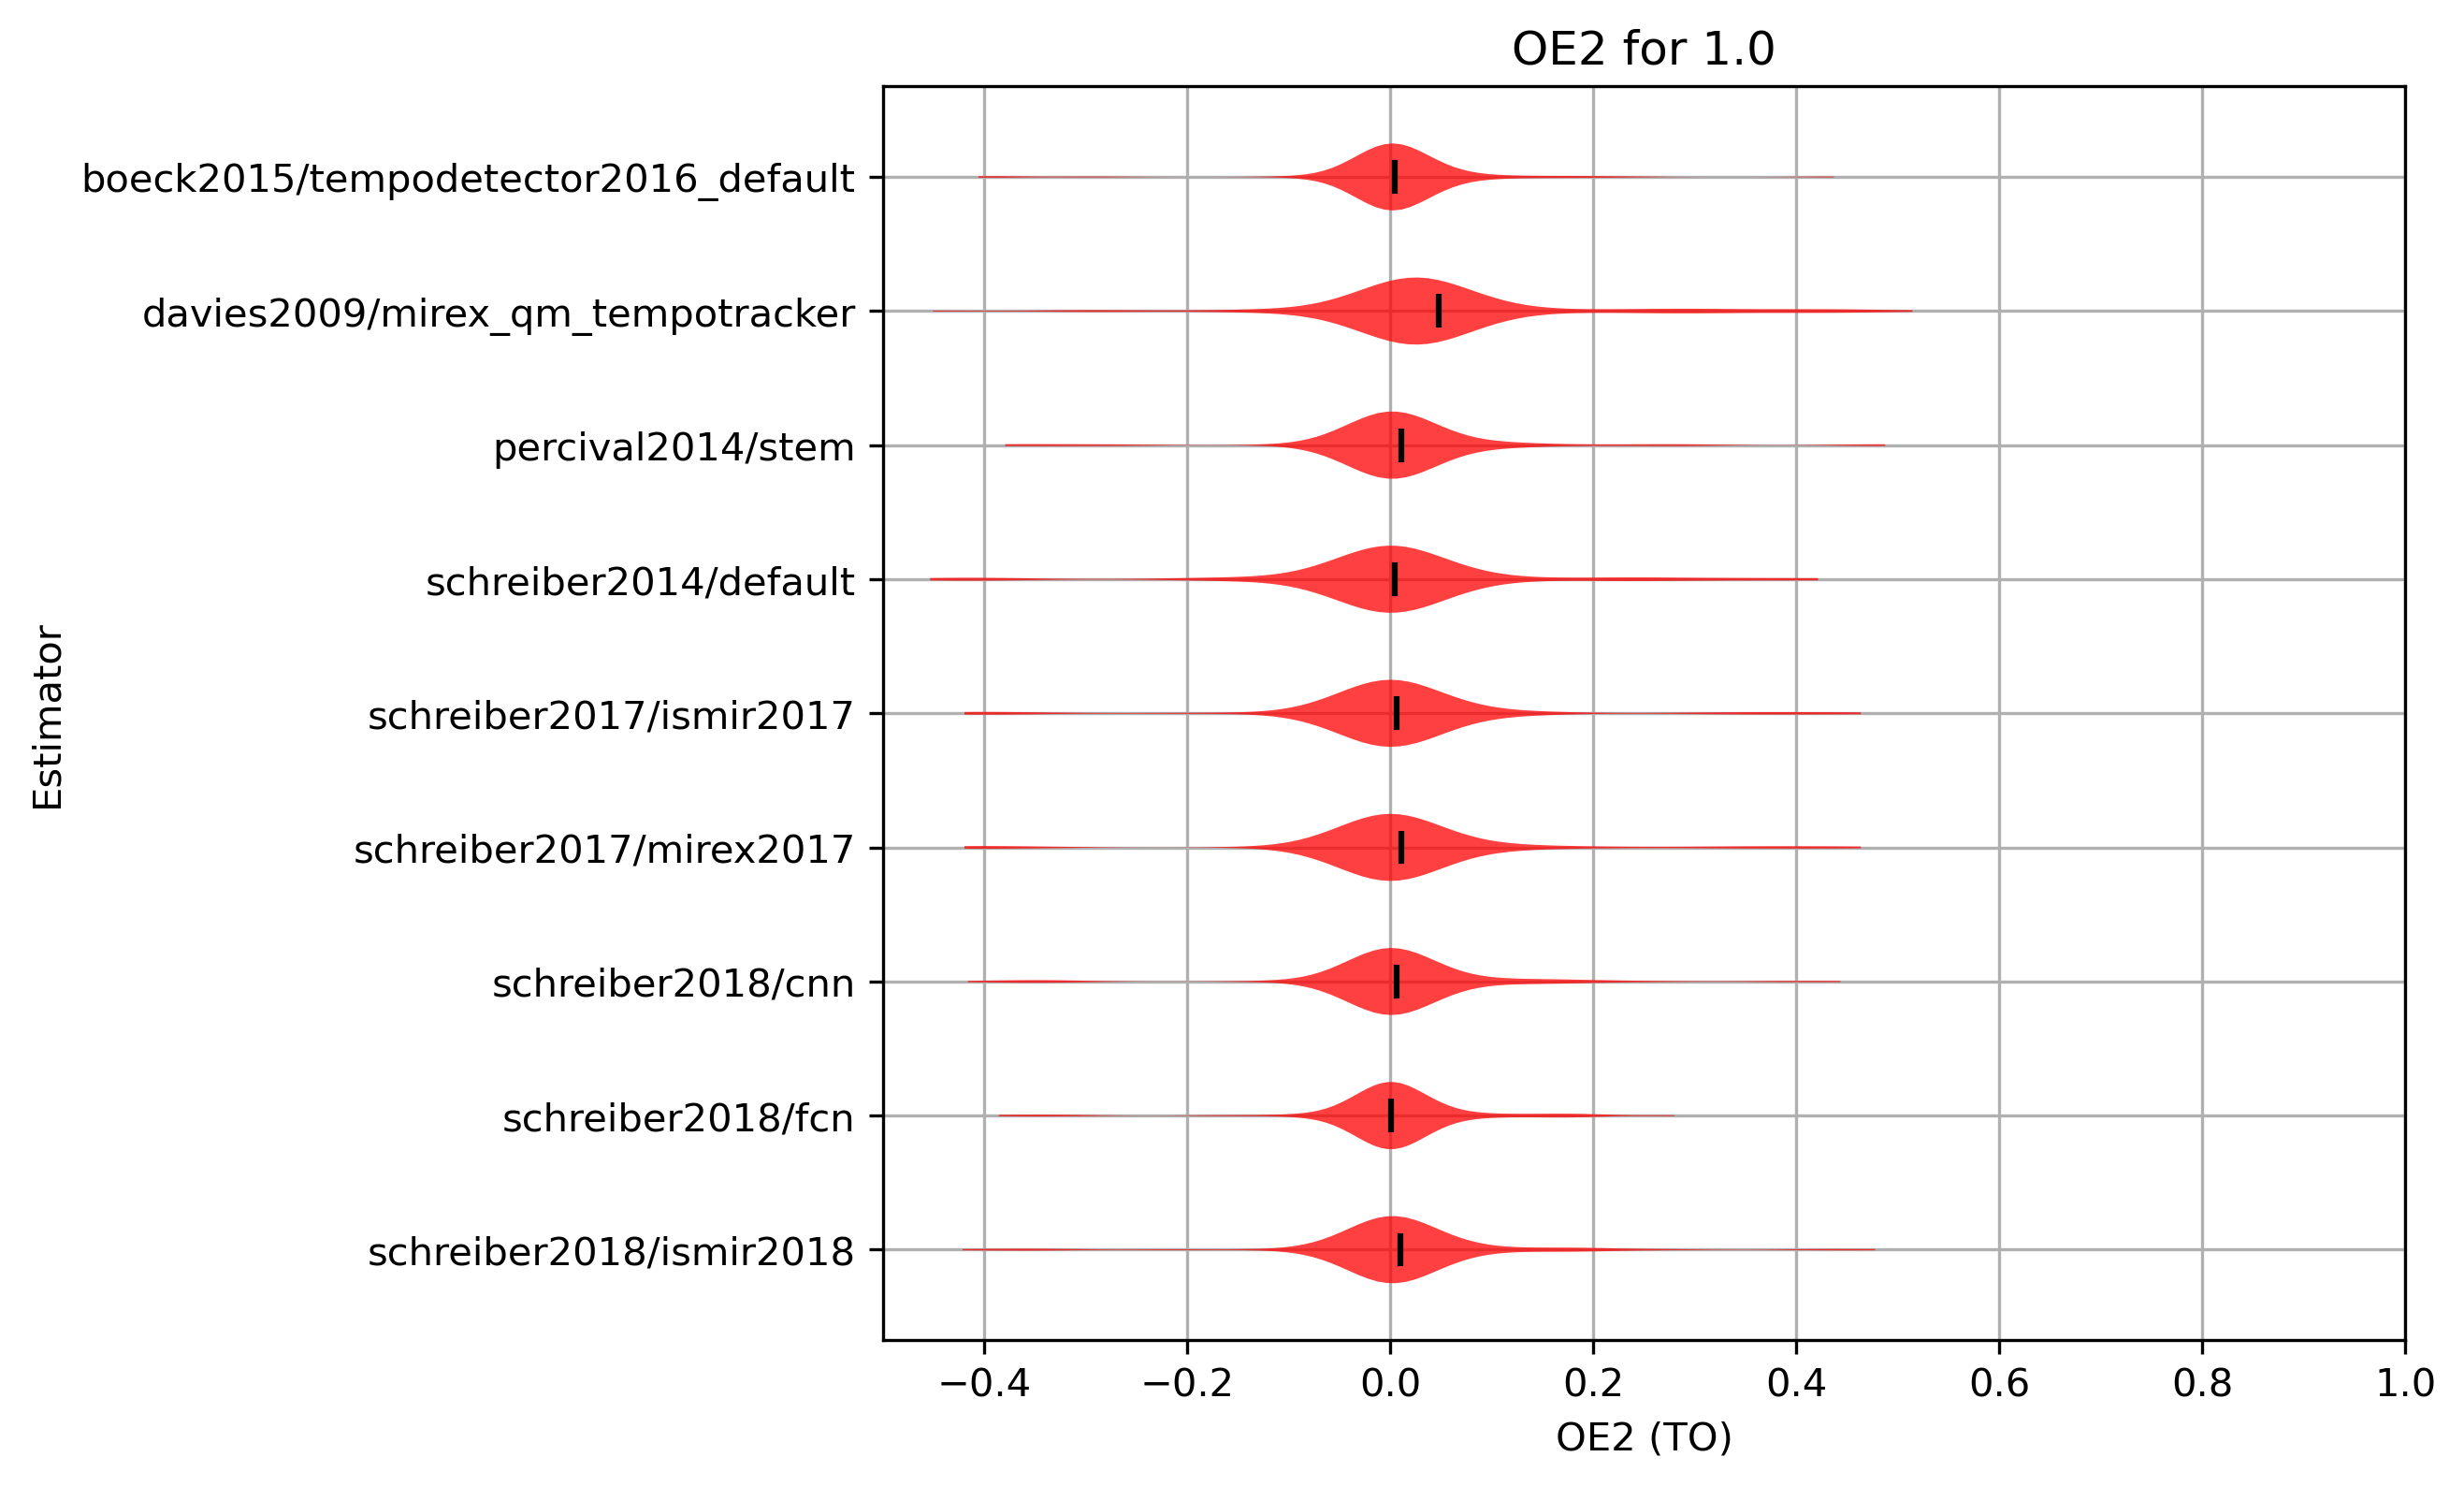 OE2 for 1.0
boeck2015/tempodetector2016_default
davies2009/mirex_qm_tempotracker
percival2014/stem
schreiber2014/default
schreiber2017/ismir2017
schreiber2017/mirex2017
schreiber2018/cnn
schreiber2018/fcn
schreiber2018/ismir2018
Estimator
−0.4 −0.2 0.0 0.2 0.4 0.6 0.8 1.0
OE2 (TO)